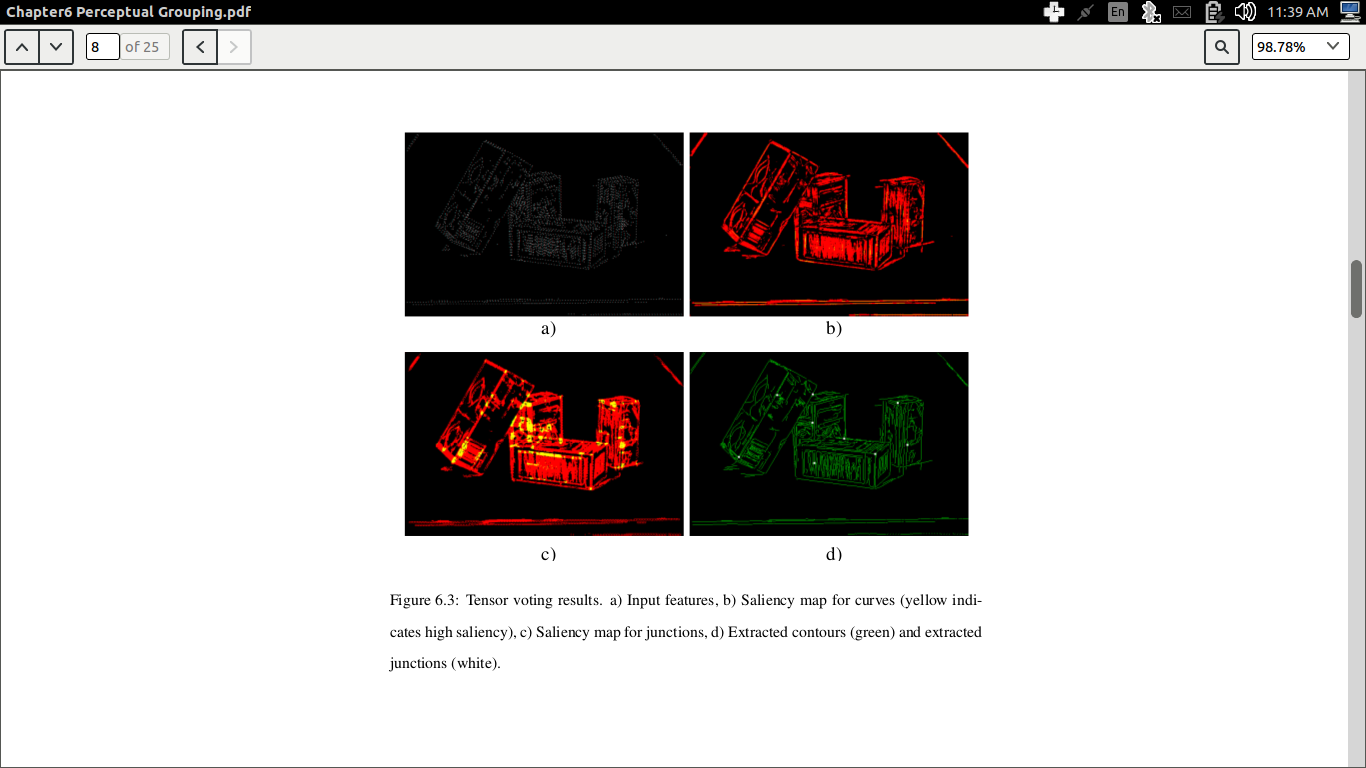 Chapter6 Perceptual Grouping.pdf
En
11:39 AM
8 of 25
98.78%
a)
b)
c)
d)
Figure 6.3: Tensor voting results. a) Input features, b) Saliency map for curves (yellow indi-
cates high saliency), c) Saliency map for junctions, d) Extracted contours (green) and extracted
junctions (white).